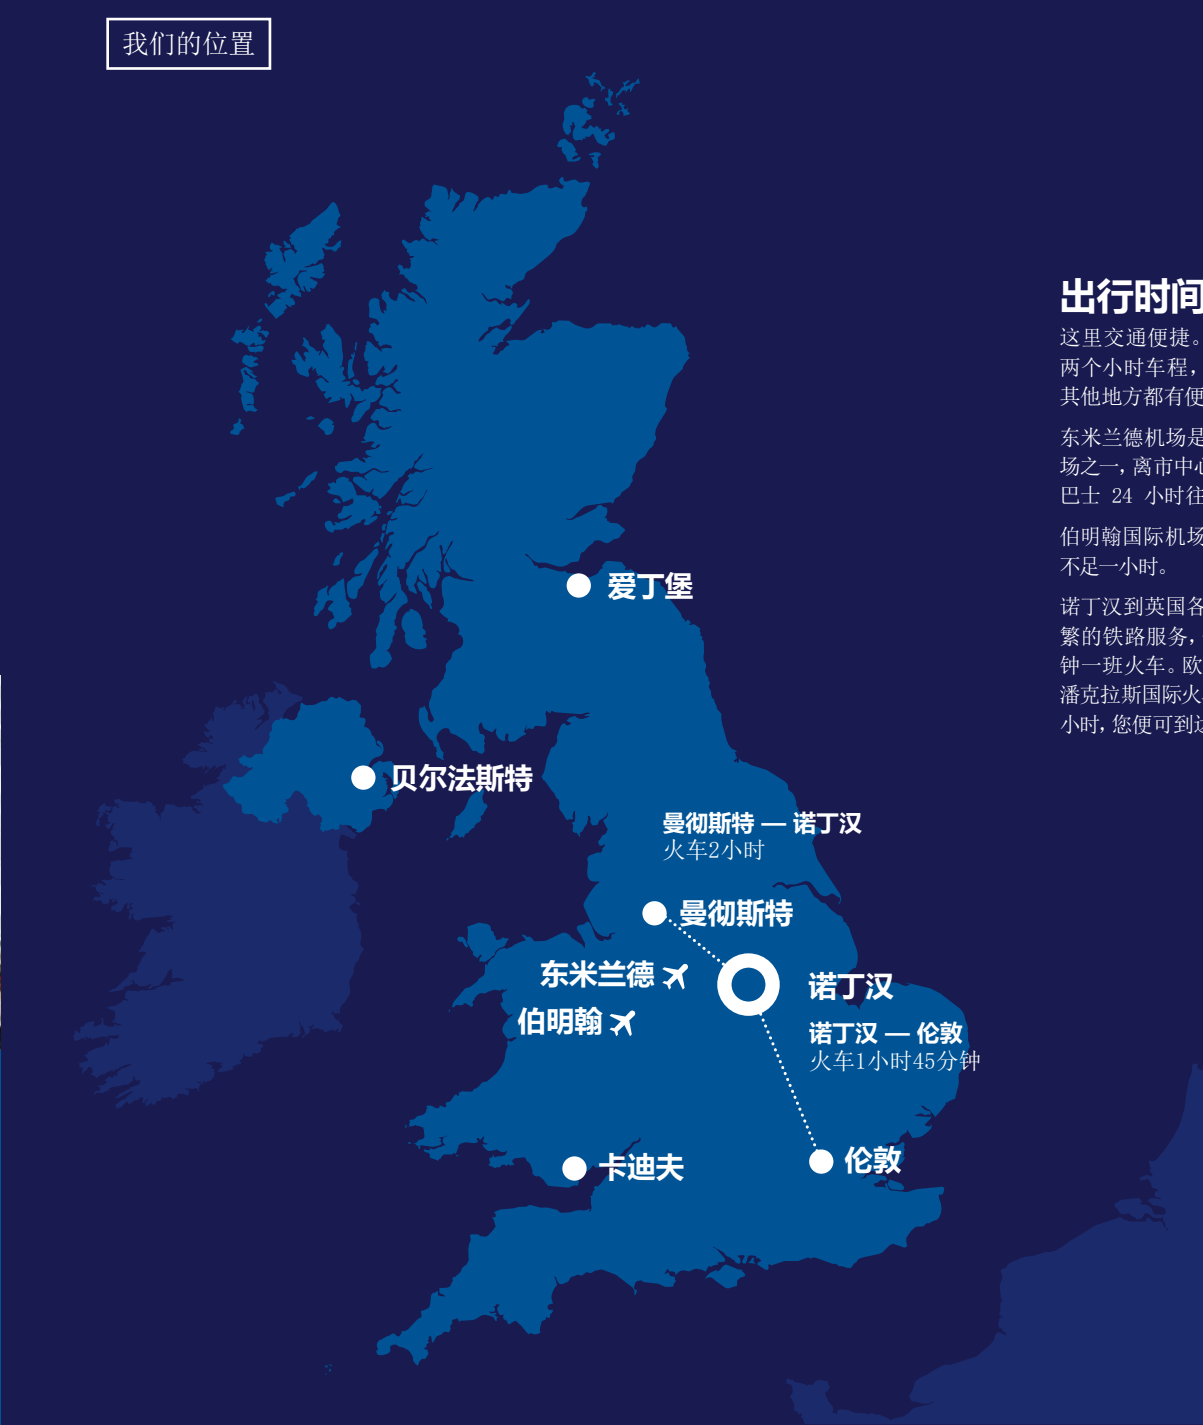 我们的位置
爱丁堡
贝尔法斯特
曼彻斯特 — 诺丁汉
火车2小时
曼彻斯特
东米兰德
伯明翰
诺丁汉
诺丁汉 — 伦敦
火车1小时45分钟
卡迪夫
伦敦
出行时间
这里交通便捷。
两个小时车程，
其他地方都有便
东米兰德机场是
场之一，离市中心
巴士 24 小时往
伯明翰国际机场
不足一小时。
诺丁汉到英国各
繁的铁路服务，
钟一班火车。欧
潘克拉斯国际火
小时，您便可到达